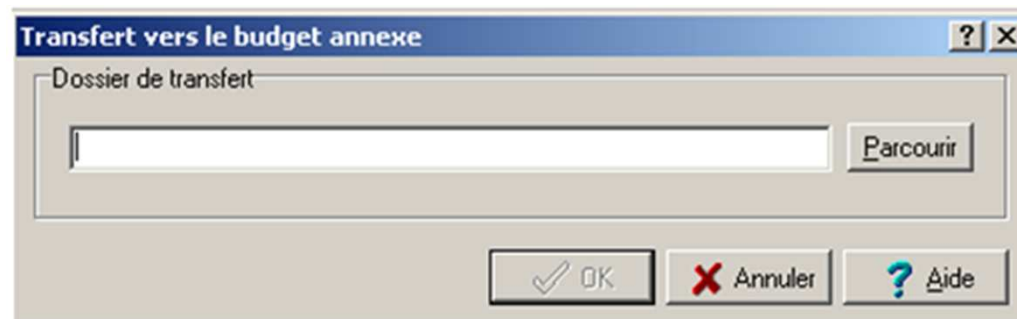 Transfert vers le budget annexe
Dossier de transfert
Parcourir
OK
Annuler
Aide